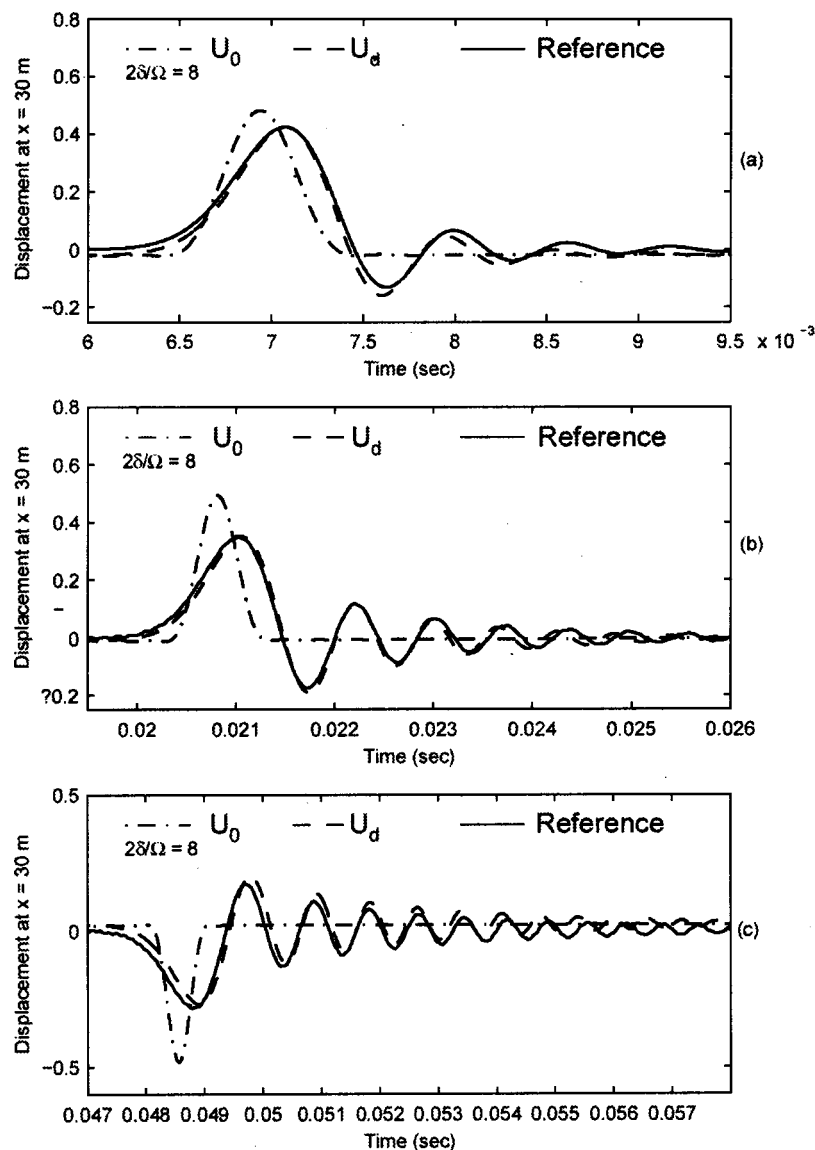 0.8
U₀ U_d Reference
2δ/Ω = 8
0.6
0.4
0.2
0
−0.2
6 6.5 7 7.5 8 8.5 9 9.5 x 10⁻³
Time (sec)
Displacement at x = 30 m
(a)
0.8
U₀ U_d Reference
2δ/Ω = 8
0.6
0.4
0.2
0
?0.2
0.02 0.021 0.022 0.023 0.024 0.025 0.026
Time (sec)
Displacement at x = 30 m
(b)
0.5
U₀ U_d Reference
2δ/Ω = 8
0
−0.5
0.047 0.048 0.049 0.05 0.051 0.052 0.053 0.054 0.055 0.056 0.057
Time (sec)
Displacement at x = 30 m
(c)